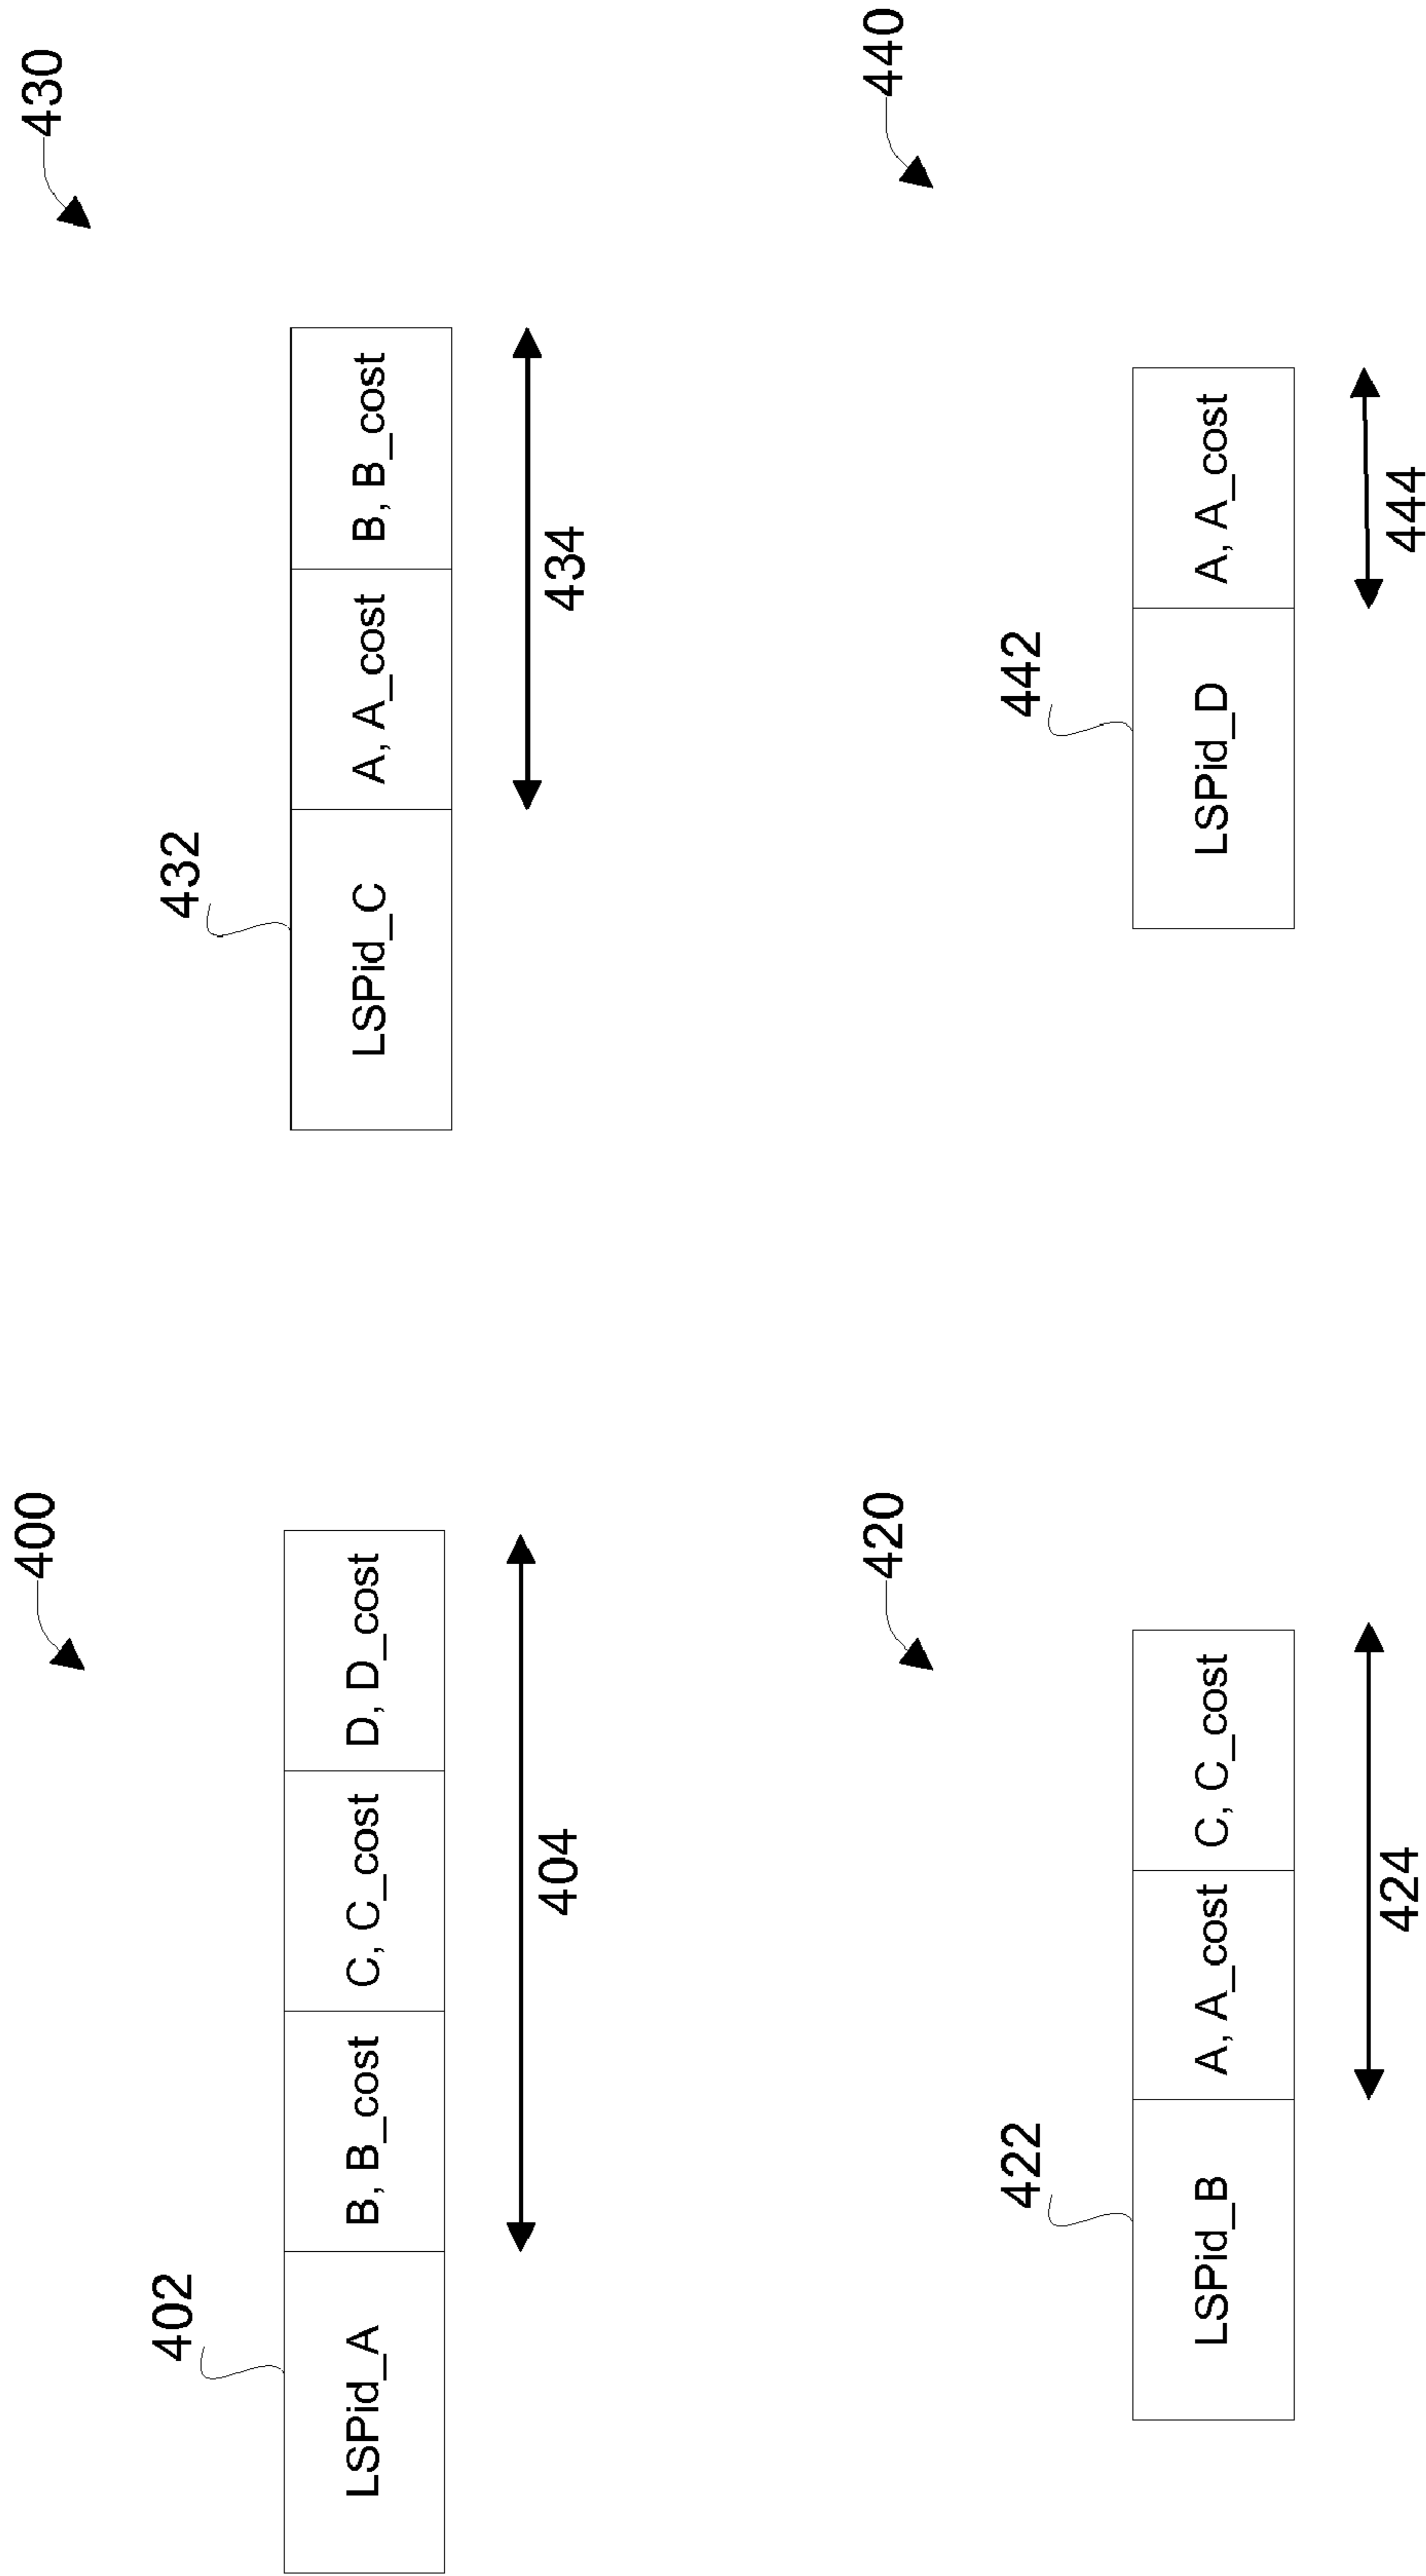 400
402
LSPid_A
B, B_cost
C, C_cost
D, D_cost
404
430
432
LSPid_C
A, A_cost
B, B_cost
434
420
422
LSPid_B
A, A_cost
C, C_cost
424
440
442
LSPid_D
A, A_cost
444